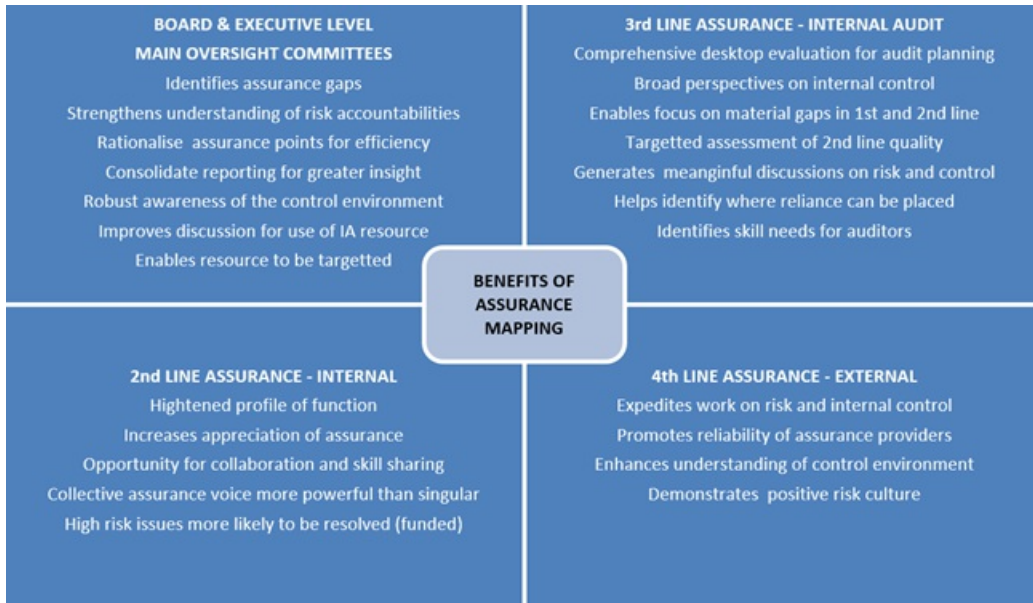 BOARD & EXECUTIVE LEVEL
MAIN OVERSIGHT COMMITTEES
Identifies assurance gaps
Strengthens understanding of risk accountabilities
Rationalise assurance points for efficiency
Consolidate reporting for greater insight
Robust awareness of the control environment
Improves discussion for use of IA resource
Enables resource to be targetted
3rd LINE ASSURANCE - INTERNAL AUDIT
Comprehensive desktop evaluation for audit planning
Broad perspectives on internal control
Enables focus on material gaps in 1st and 2nd line
Targetted assessment of 2nd line quality
Generates meanginful discussions on risk and control
Helps identify where reliance can be placed
Identifies skill needs for auditors
BENEFITS OF
ASSURANCE
MAPPING
2nd LINE ASSURANCE - INTERNAL
Hightened profile of function
Increases appreciation of assurance
Opportunity for collaboration and skill sharing
Collective assurance voice more powerful than singular
High risk issues more likely to be resolved (funded)
4th LINE ASSURANCE - EXTERNAL
Expedites work on risk and internal control
Promotes reliability of assurance providers
Enhances understanding of control environment
Demonstrates positive risk culture